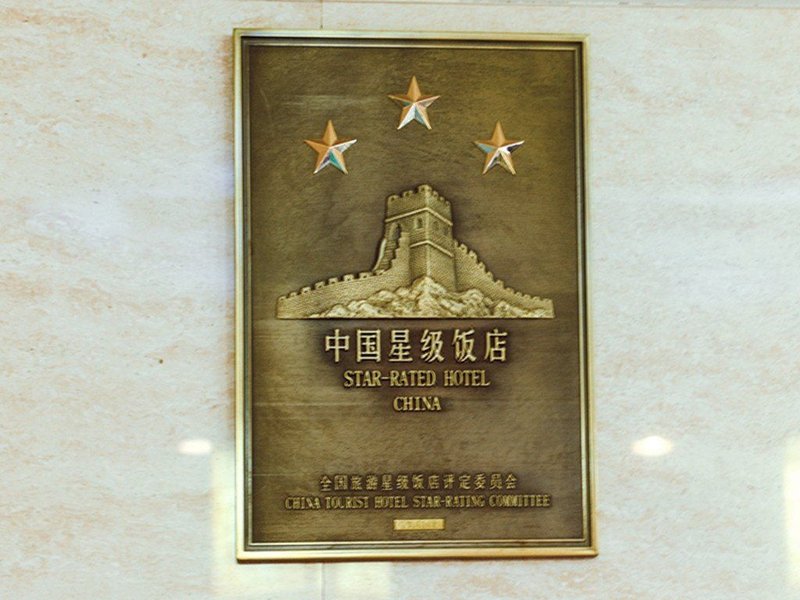 中国星级饭店
STAR-RATED HOTEL
CHINA
全国旅游星级饭店评定委员会
CHINA TOURIST HOTEL STAR-RATING COMMITTEE